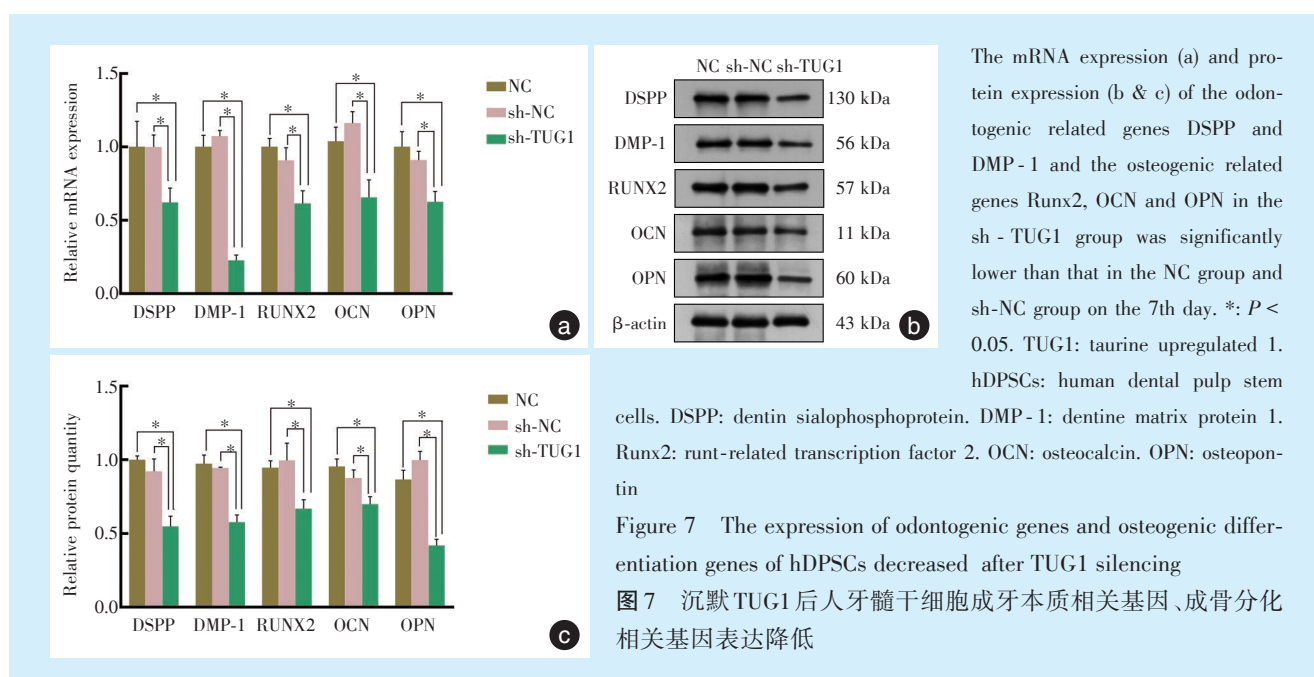 1.5
1.0
0.5
0.0
Relative mRNA expression
* * * * * * * * * *
NC
sh-NC
sh-TUG1
DSPP DMP-1 RUNX2 OCN OPN
a
NC sh-NC sh-TUG1
DSPP 130 kDa
DMP-1 56 kDa
RUNX2 57 kDa
OCN 11 kDa
OPN 60 kDa
β-actin 43 kDa
b
1.5
1.0
0.5
0.0
Relative protein quantity
* * * * * * * * * *
NC
sh-NC
sh-TUG1
DSPP DMP-1 RUNX2 OCN OPN
c
The mRNA expression (a) and pro-
tein expression (b & c) of the odon-
togenic related genes DSPP and
DMP-1 and the osteogenic related
genes Runx2, OCN and OPN in the
sh-TUG1 group was significantly
lower than that in the NC group and
sh-NC group on the 7th day. *: P <
0.05. TUG1: taurine upregulated 1.
hDPSCs: human dental pulp stem
cells. DSPP: dentin sialophosphoprotein. DMP-1: dentine matrix protein 1.
Runx2: runt-related transcription factor 2. OCN: osteocalcin. OPN: osteopon-
tin
Figure 7 The expression of odontogenic genes and osteogenic differ-
entiation genes of hDPSCs decreased after TUG1 silencing
图7 沉默TUG1后人牙髓干细胞成牙本质相关基因、成骨分化
相关基因表达降低